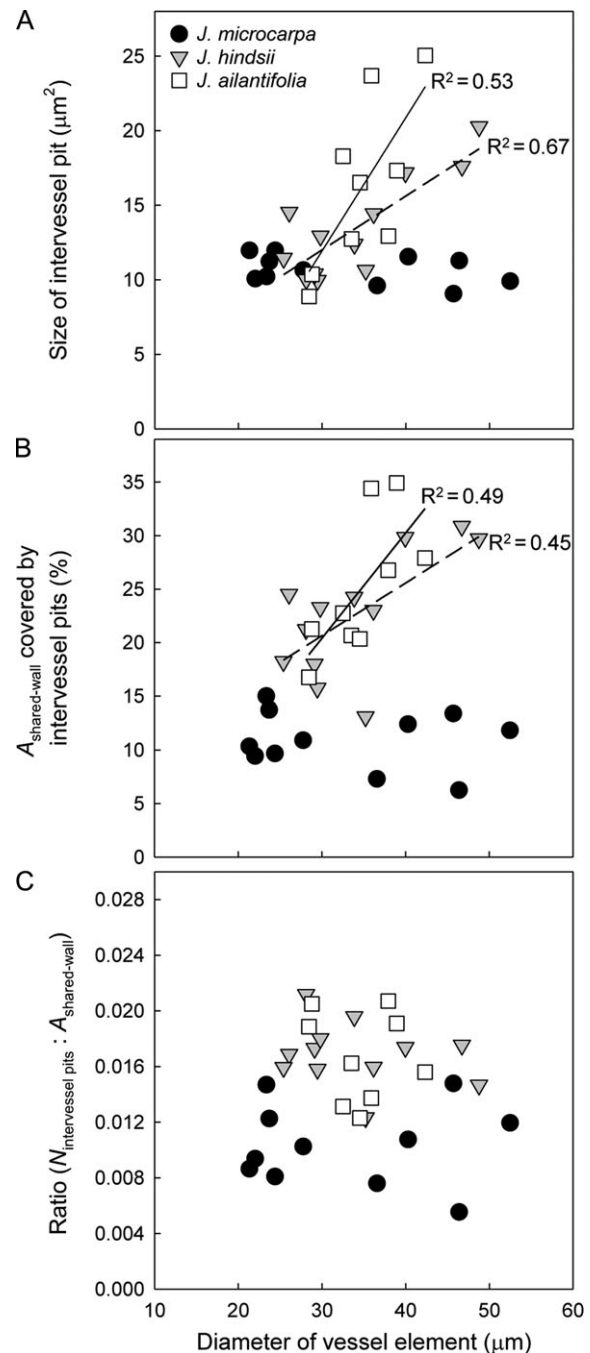 A
J. microcarpa
J. hindsii
J. ailantifolia
R² = 0.53
R² = 0.67
Size of intervessel pit (μm²)
25
20
15
10
5
0
B
R² = 0.49
R² = 0.45
A shared-wall covered by
intervessel pits (%)
35
30
25
20
15
10
5
0
C
Ratio (N intervessel pits : A shared-wall)
0.028
0.024
0.020
0.016
0.012
0.008
0.004
0.000
10 20 30 40 50 60
Diameter of vessel element (μm)